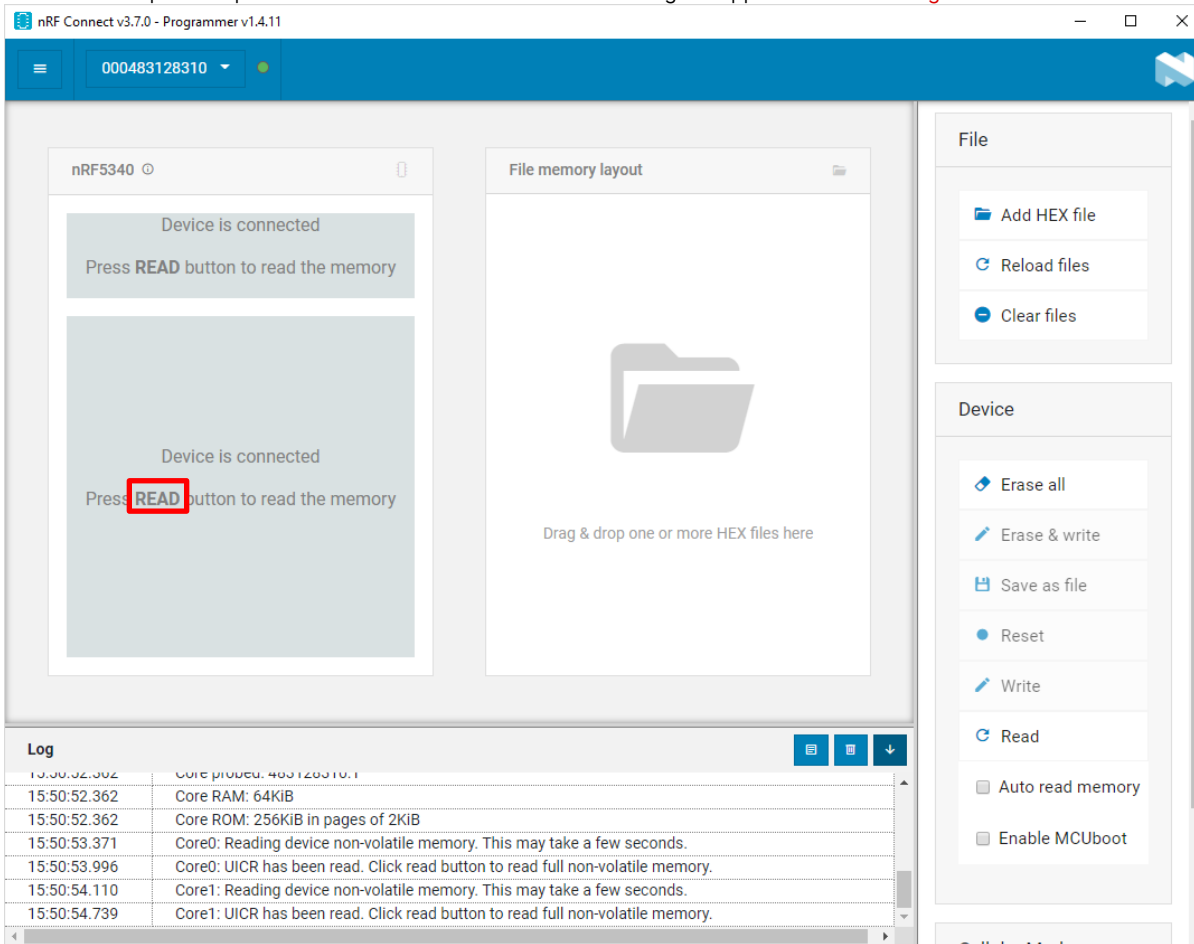 nRF Connect v3.7.0 - Programmer v1.4.11
000483128310
nRF5340
Device is connected
Press READ button to read the memory
Device is connected
Press READ button to read the memory
File memory layout
Drag & drop one or more HEX files here
File
Add HEX file
Reload files
Clear files
Device
Erase all
Erase & write
Save as file
Reset
Write
Read
Auto read memory
Enable MCUboot
Log
15:50:52.362 Core RAM: 64KiB
15:50:52.362 Core ROM: 256KiB in pages of 2KiB
15:50:53.371 Core0: Reading device non-volatile memory. This may take a few seconds.
15:50:53.996 Core0: UICR has been read. Click read button to read full non-volatile memory.
15:50:54.110 Core1: Reading device non-volatile memory. This may take a few seconds.
15:50:54.739 Core1: UICR has been read. Click read button to read full non-volatile memory.